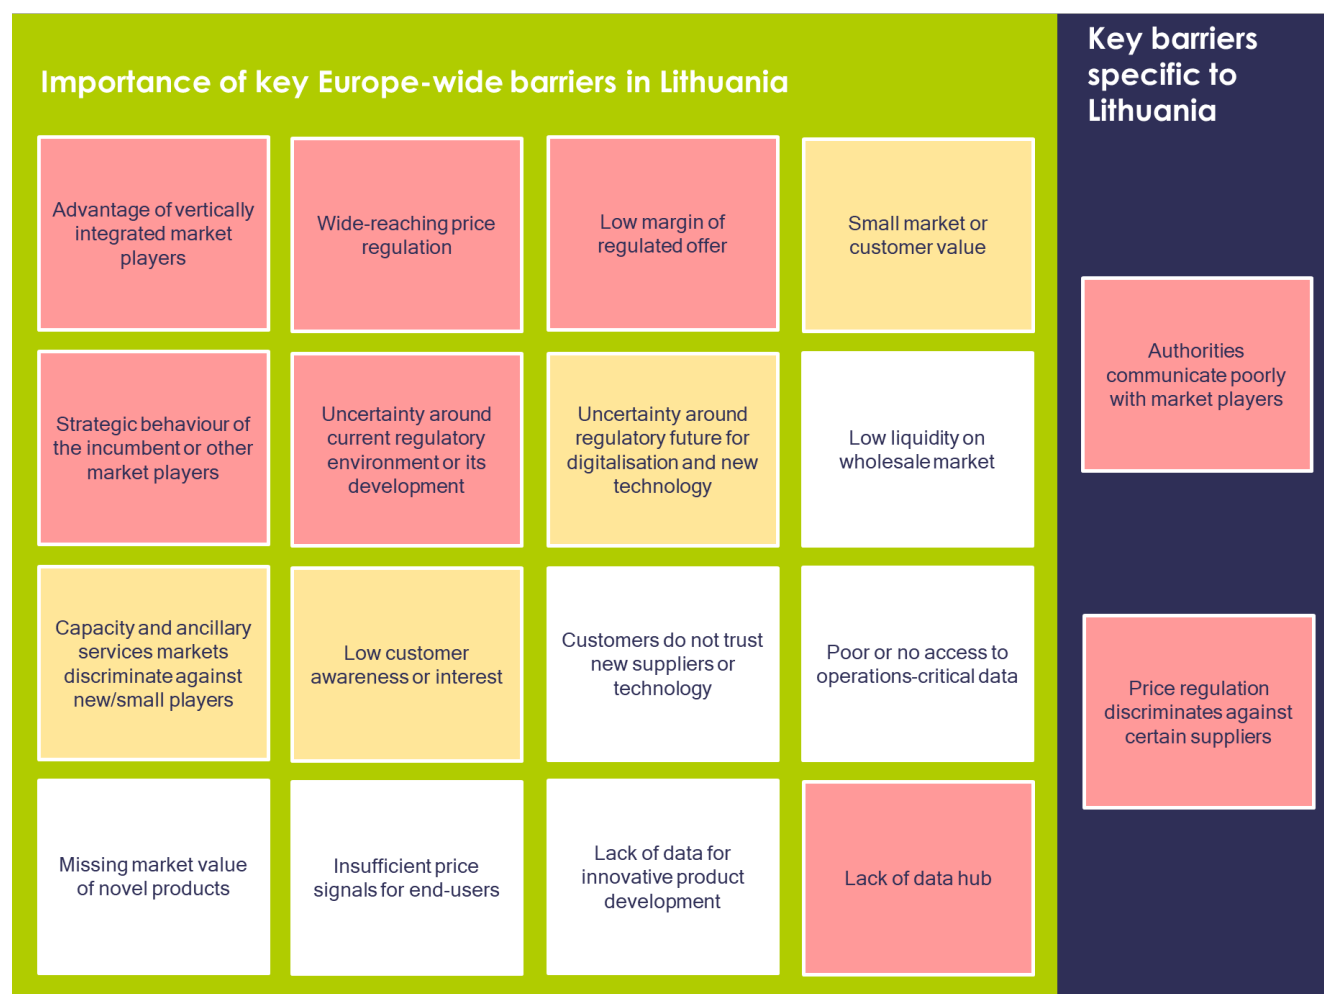 Importance of key Europe-wide barriers in Lithuania
Advantage of vertically
integrated market
players
Wide-reaching price
regulation
Low margin of
regulated offer
Small market or
customer value
Strategic behaviour of
the incumbent or other
market players
Uncertainty around
current regulatory
environment or its
development
Uncertainty around
regulatory future for
digitalisation and new
technology
Low liquidity on
wholesale market
Capacity and ancillary
services markets
discriminate against
new/small players
Low customer
awareness or interest
Customers do not trust
new suppliers or
technology
Poor or no access to
operations-critical data
Missing market value
of novel products
Insufficient price
signals for end-users
Lack of data for
innovative product
development
Lack of data hub
Key barriers
specific to
Lithuania
Authorities
communicate poorly
with market players
Price regulation
discriminates against
certain suppliers